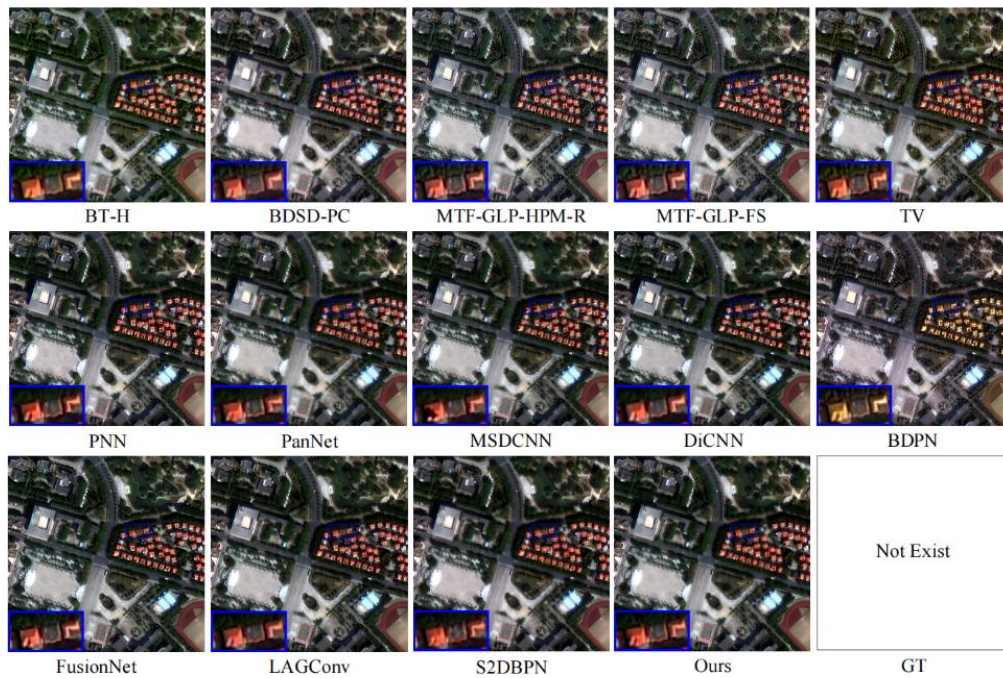 BT-H BDSD-PC MTF-GLP-HPM-R MTF-GLP-FS TV
PNN PanNet MSDCNN DiCNN BDPN
Not Exist
FusionNet LAGConv S2DBPN Ours GT